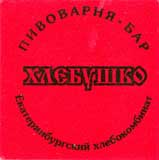 ПИВОВАРНЯ - БАР
ХЛЕБУШКО
Екатеринбургский хлебокомбинат